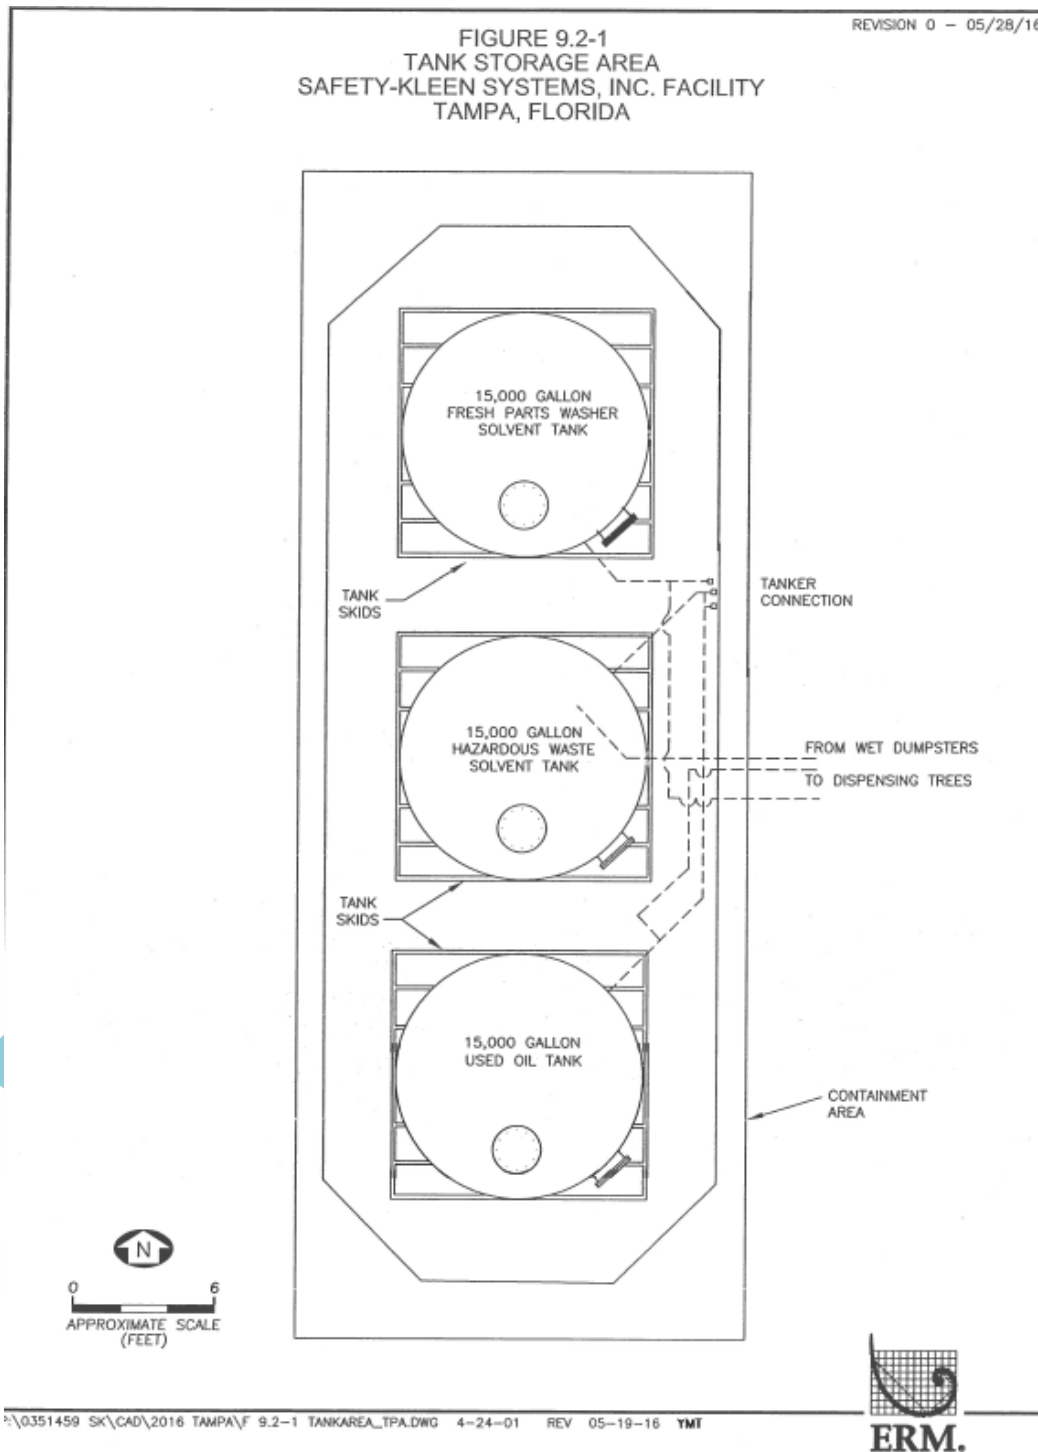 REVISION 0 - 05/28/16
FIGURE 9.2-1
TANK STORAGE AREA
SAFETY-KLEEN SYSTEMS, INC. FACILITY
TAMPA, FLORIDA
15,000 GALLON
FRESH PARTS WASHER
SOLVENT TANK
TANK
SKIDS
TANKER
CONNECTION
15,000 GALLON
HAZARDOUS WASTE
SOLVENT TANK
FROM WET DUMPSTERS
TO DISPENSING TREES
TANK
SKIDS
15,000 GALLON
USED OIL TANK
CONTAINMENT
AREA
N
0 6
APPROXIMATE SCALE
(FEET)
P:\0351459 SK\CAD\2016 TAMPA\F 9.2-1 TANKAREA_TPA.DWG 4-24-01 REV 05-19-16 YMT
ERM.